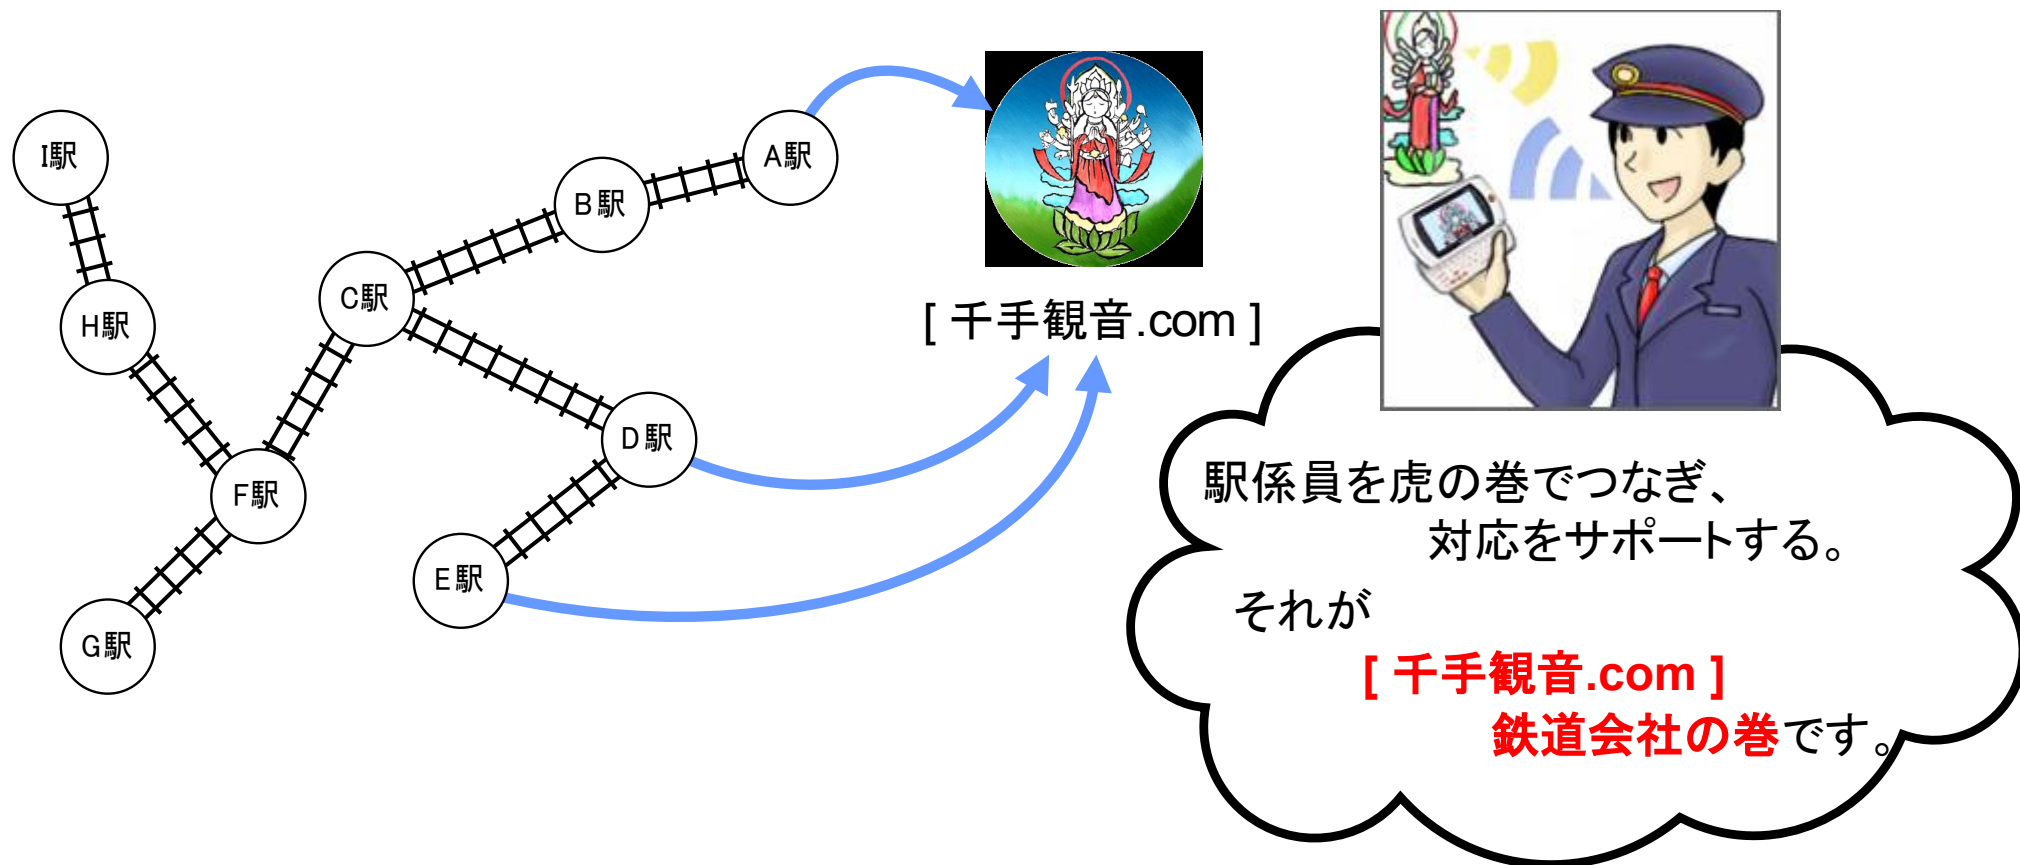 I駅
A駅
B駅
C駅
H駅
D駅
F駅
E駅
G駅
[ 千手観音.com ]
駅係員を虎の巻でつなぎ、
対応をサポートする。
それが
[ 千手観音.com ]
鉄道会社の巻です。